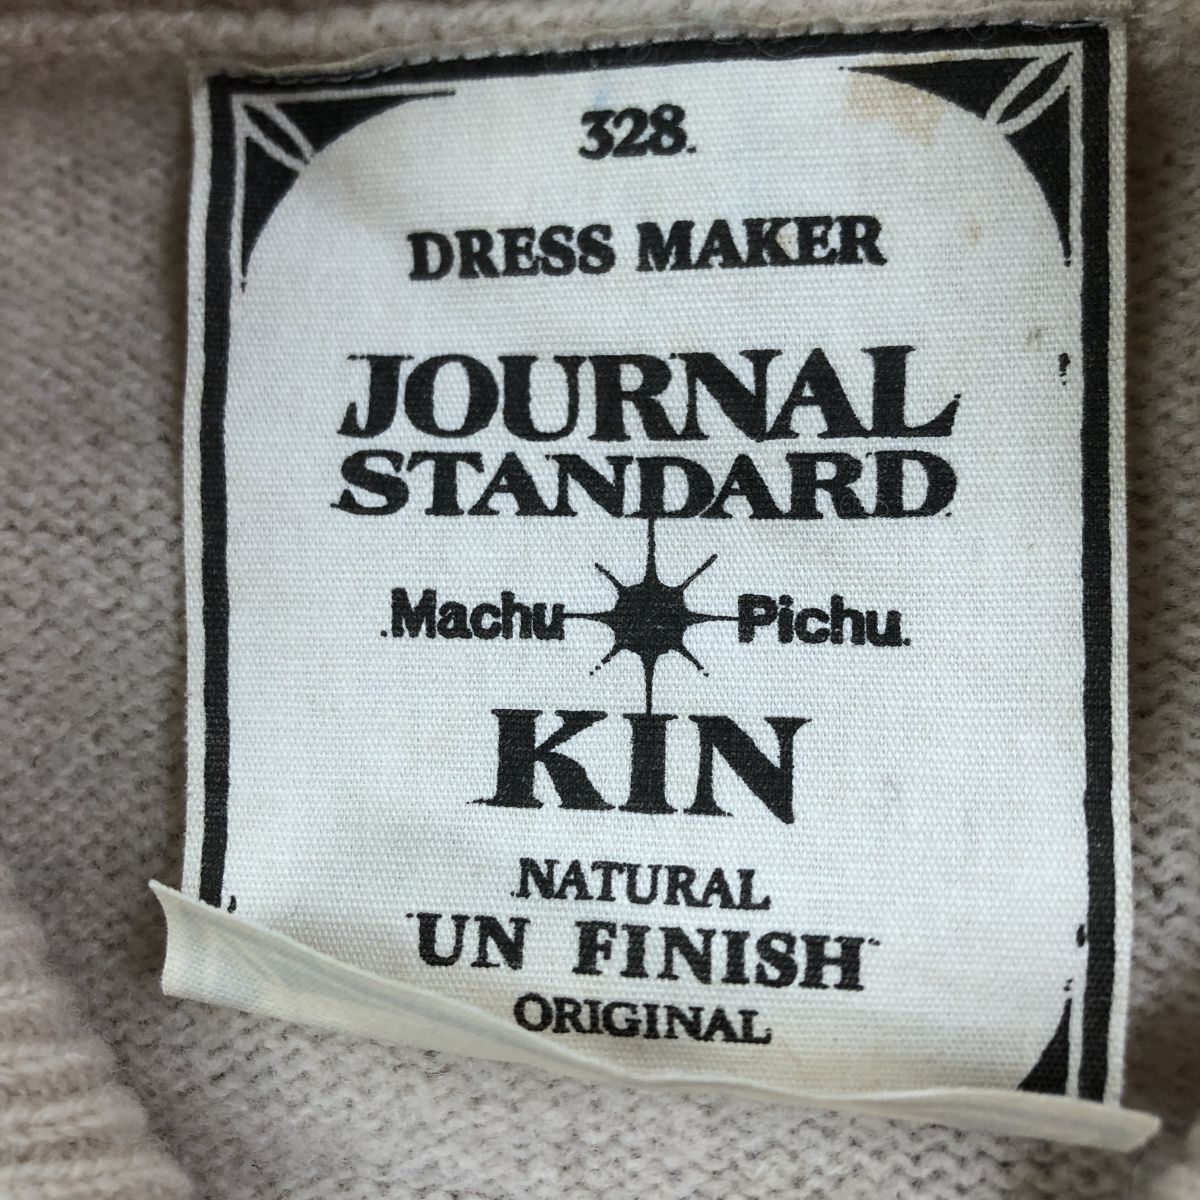 328.
DRESS MAKER
JOURNAL
STANDARD
.Machu Pichu.
KIN
.NATURAL
UN FINISH
ORIGINAL